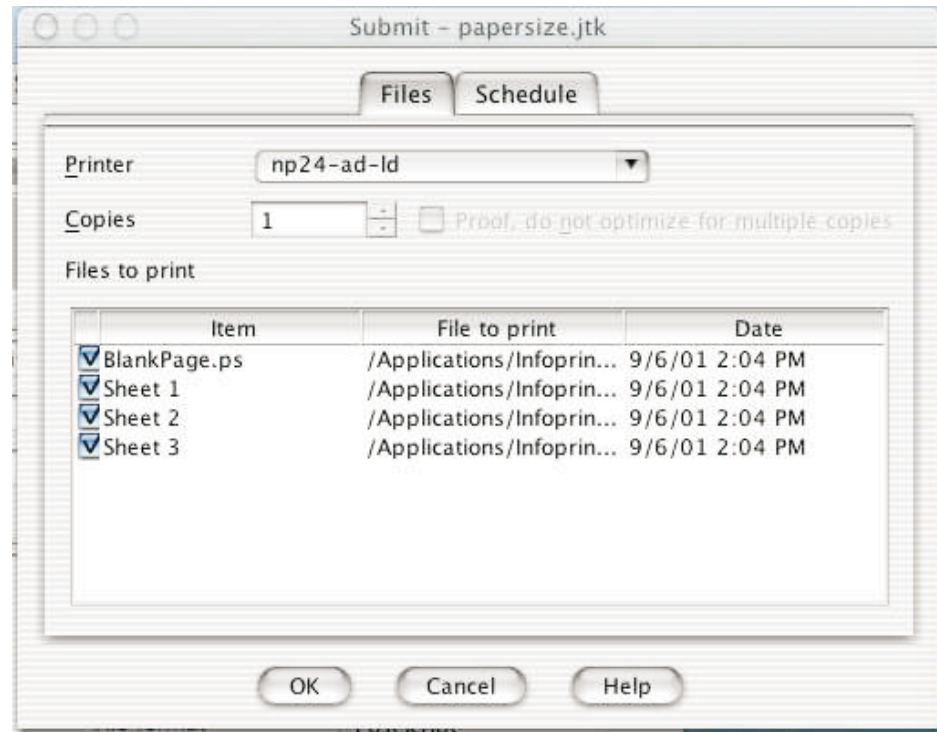 Submit – papersize.jtk
Files Schedule
Printer np24-ad-ld
Copies 1 Proof, do not optimize for multiple copies
Files to print
Item File to print Date
BlankPage.ps /Applications/Infoprin... 9/6/01 2:04 PM
Sheet 1 /Applications/Infoprin... 9/6/01 2:04 PM
Sheet 2 /Applications/Infoprin... 9/6/01 2:04 PM
Sheet 3 /Applications/Infoprin... 9/6/01 2:04 PM
OK Cancel Help